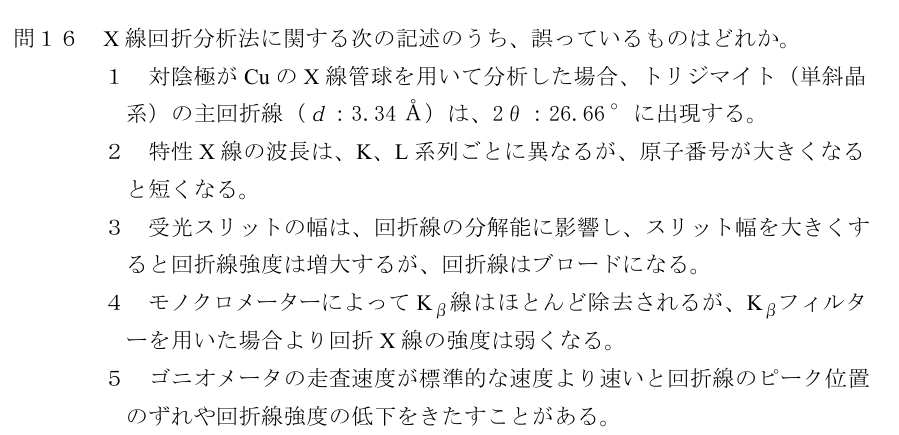 問１６　X 線回折分析法に関する次の記述のうち、誤っているものはどれか。
１　対陰極が Cu の X 線管球を用いて分析した場合、トリジマイト（単斜晶
系）の主回折線（ d : 3.34 Å）は、2θ : 26.66°に出現する。
２　特性 X 線の波長は、K、L 系列ごとに異なるが、原子番号が大きくなる
と短くなる。
３　受光スリットの幅は、回折線の分解能に影響し、スリット幅を大きくす
ると回折線強度は増大するが、回折線はブロードになる。
４　モノクロメーターによって Kβ線はほとんど除去されるが、Kβフィルタ
ーを用いた場合より回折 X 線の強度は弱くなる。
５　ゴニオメータの走査速度が標準的な速度より速いと回折線のピーク位置
のずれや回折線強度の低下をきたすことがある。